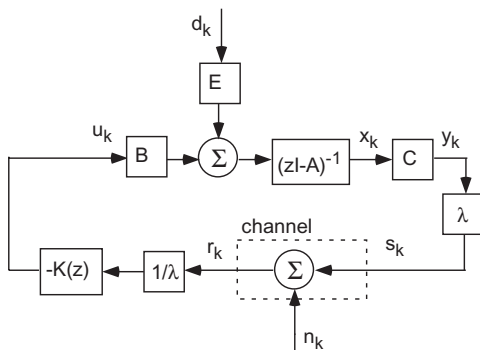 d_k
E
u_k
B
Σ
(zI-A)^-1
x_k
C
y_k
λ
channel
r_k
s_k
-K(z)
1/λ
Σ
n_k